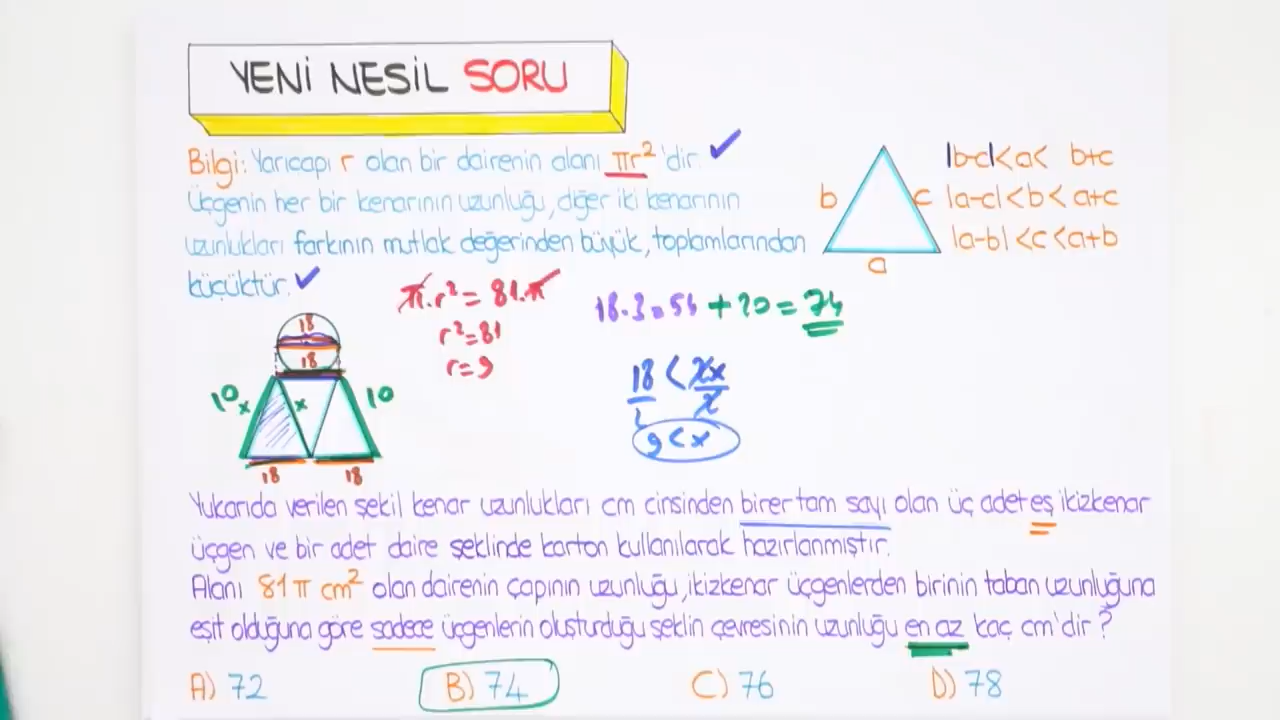 YENİ NESİL SORU
Bilgi: Yarıçapı r olan bir dairenin alanı πr²'dir.
Üçgenin her bir kenarının uzunluğu, diğer iki kenarının
uzunlukları farkının mutlak değerinden büyük, toplamlarından
küçüktür.
b
c
a
|b-c|<a< b+c
|a-c|<b< a+c
|a-b|<c<a+b
π.r²= 81.π
r²=81
r=9
18.3=54 +20=74
18 < 2x
2 2
9<x
18
18
10 x x 10
18 18
Yukarıda verilen şekil kenar uzunlukları cm cinsinden birer tam sayı olan üç adet eş ikizkenar
üçgen ve bir adet daire şeklinde karton kullanılarak hazırlanmıştır.
Alanı 81π cm² olan dairenin çapının uzunluğu, ikizkenar üçgenlerden birinin taban uzunluğuna
eşit olduğuna göre sadece üçgenlerin oluşturduğu şeklin çevresinin uzunluğu en az kaç cm'dir?
A) 72 B) 74 C) 76 D) 78